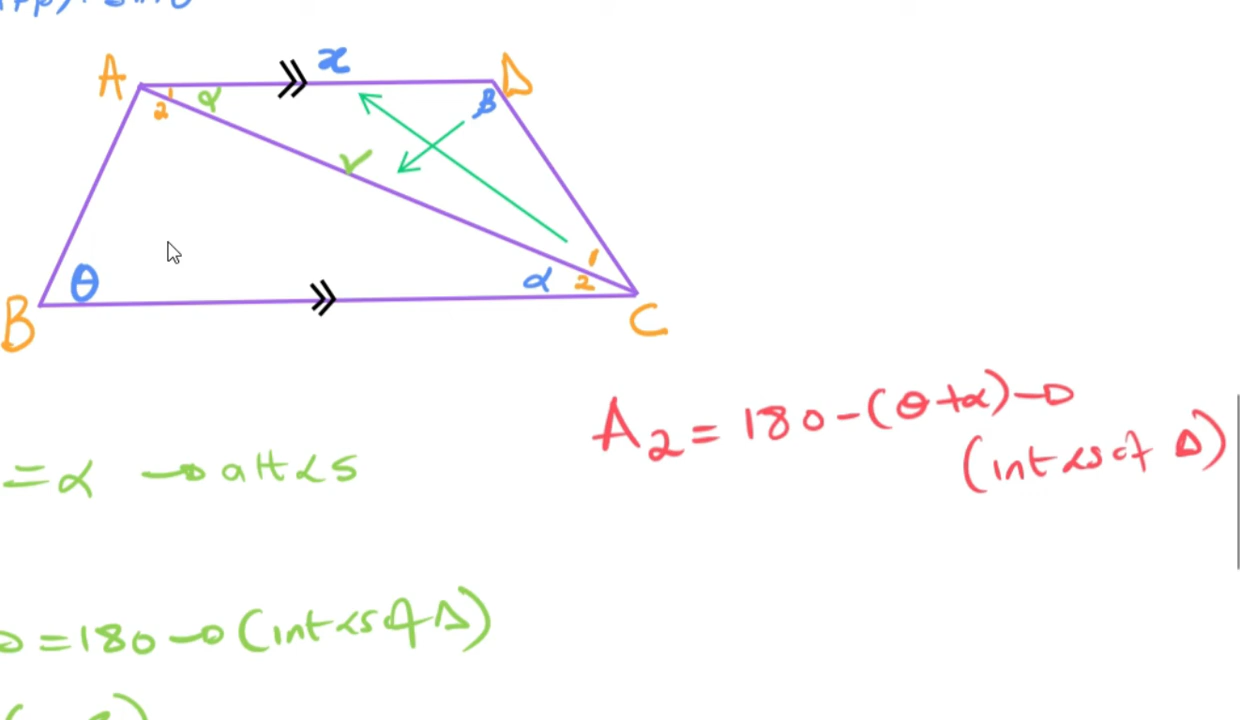 A
x
D
2
1
α
β
B
θ
α
1
2
C
A₂ = 180 - (θ + α) →
(int ∠s of Δ)
= α → alt ∠s
= 180 → (int ∠s of Δ)